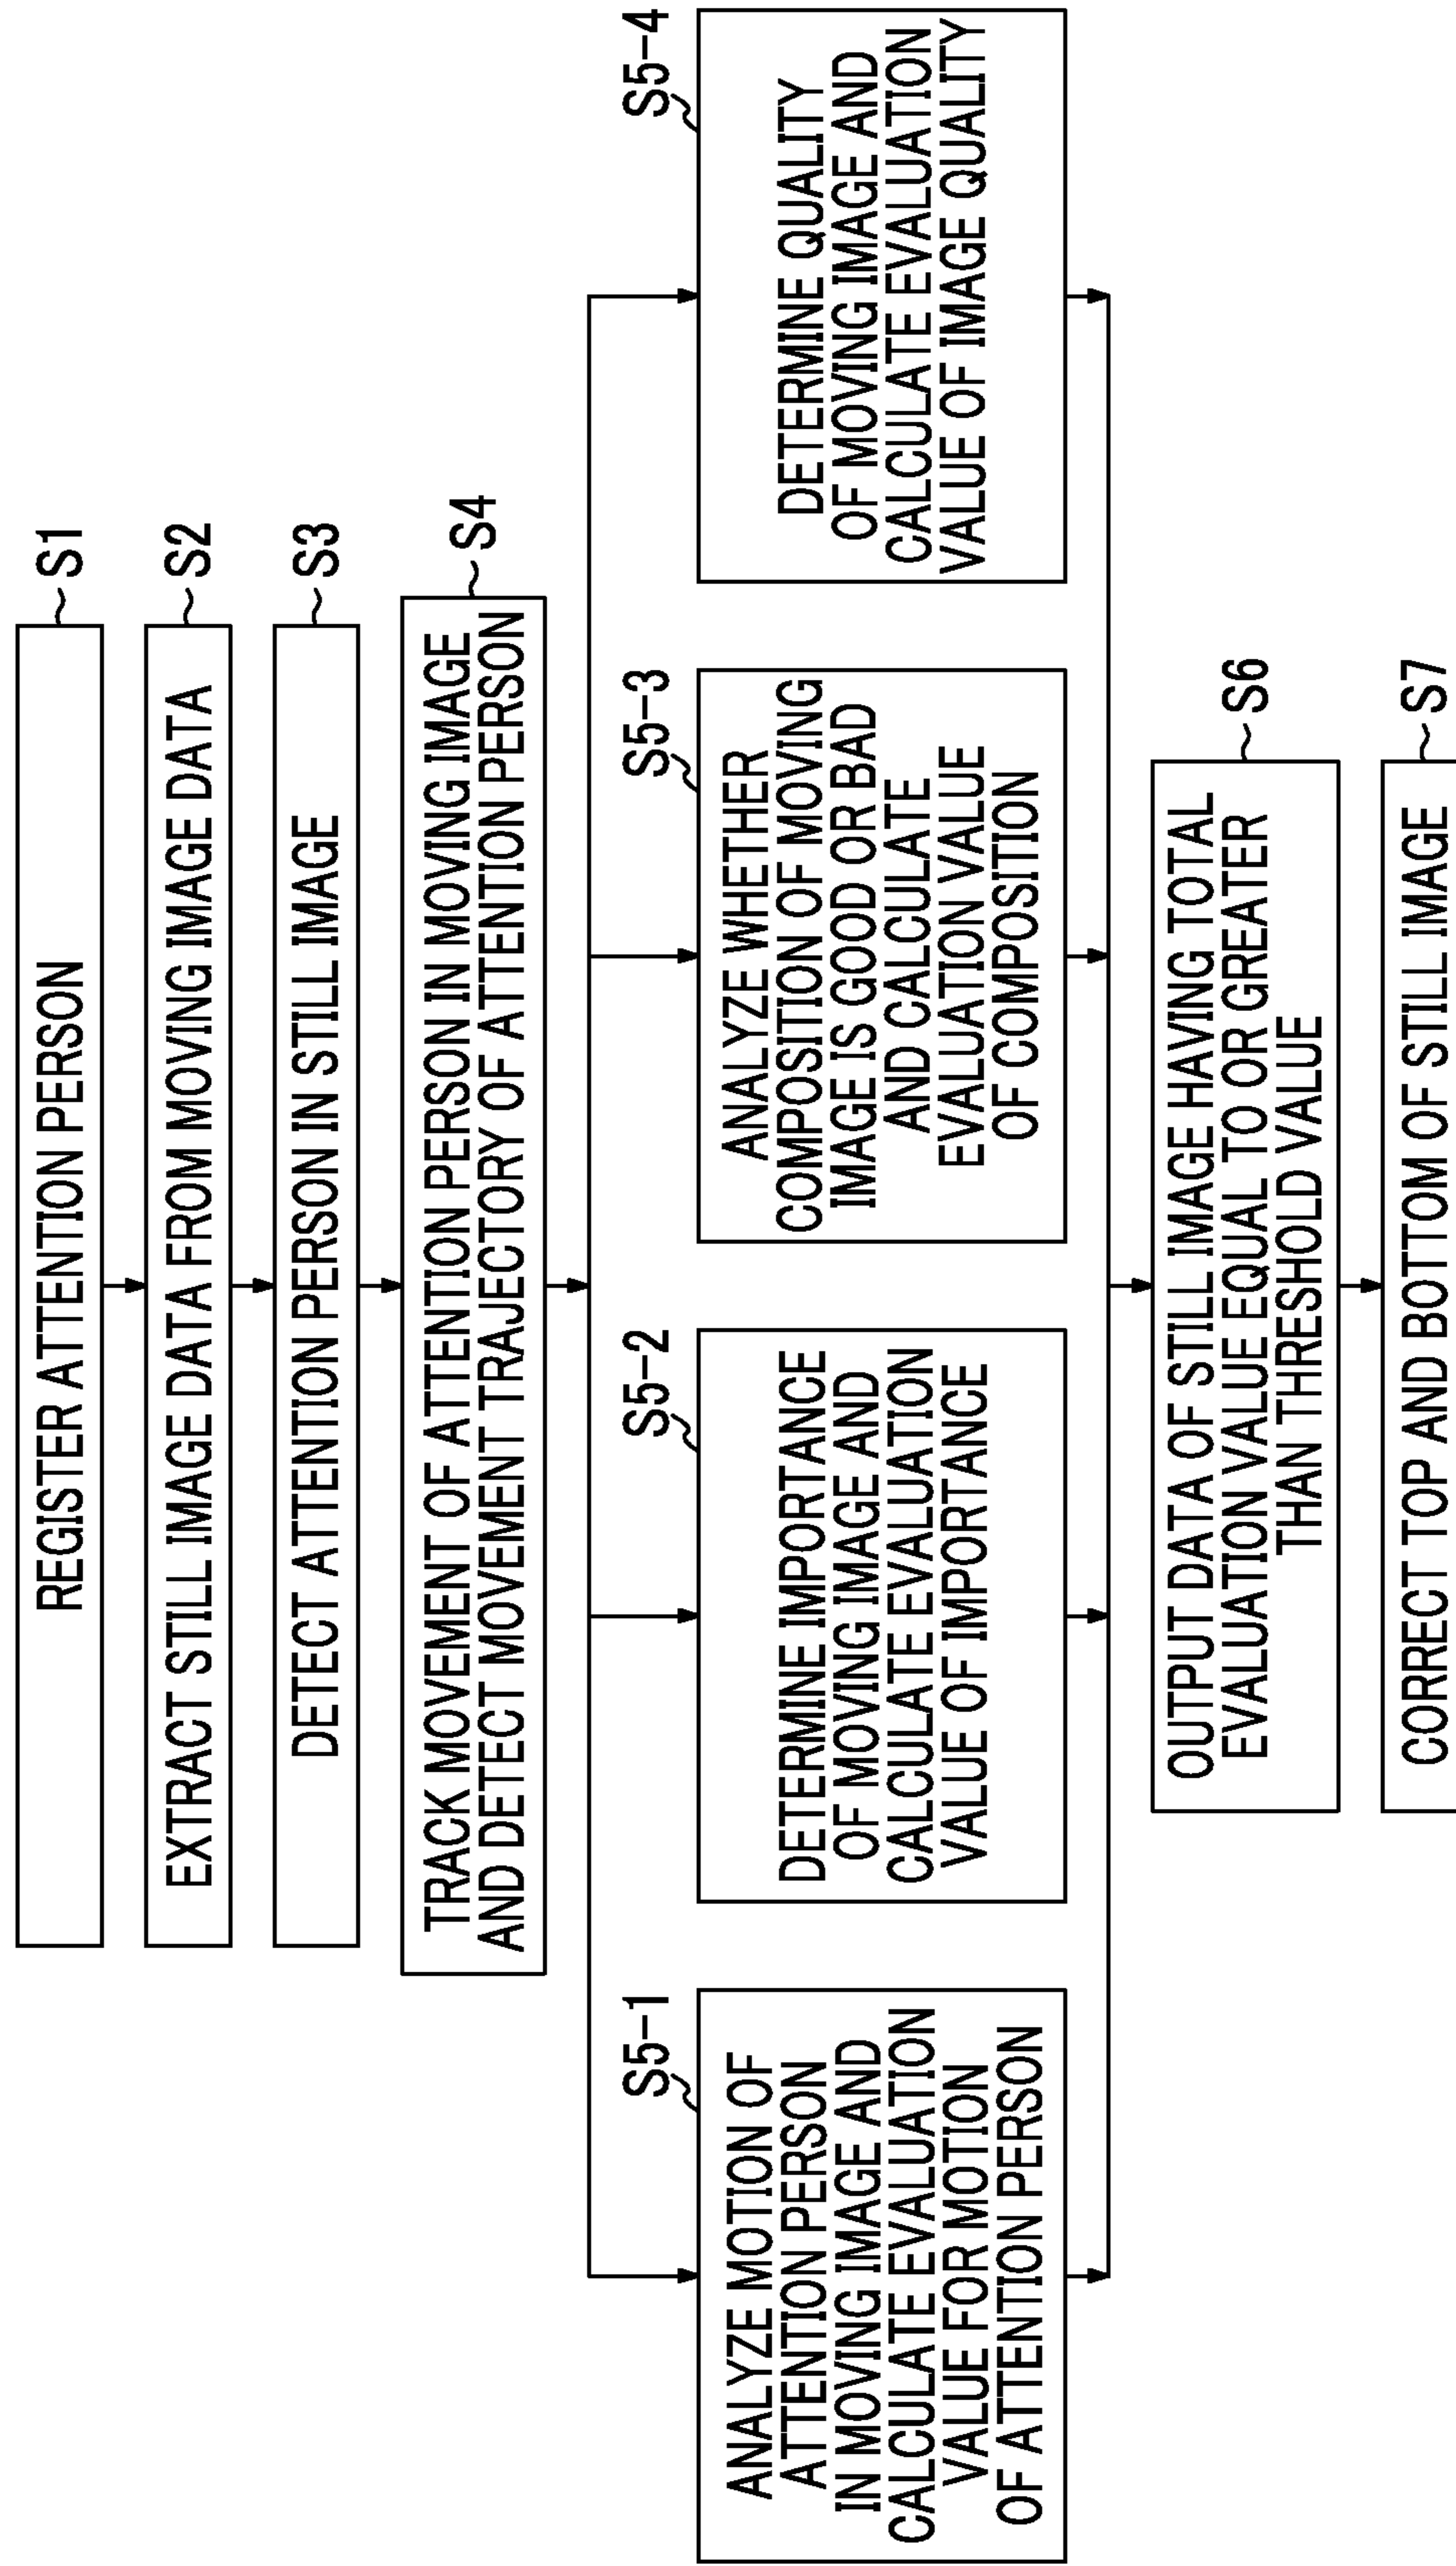 REGISTER ATTENTION PERSON
S1
EXTRACT STILL IMAGE DATA FROM MOVING IMAGE DATA
S2
DETECT ATTENTION PERSON IN STILL IMAGE
S3
TRACK MOVEMENT OF ATTENTION PERSON IN MOVING IMAGE
AND DETECT MOVEMENT TRAJECTORY OF ATTENTION PERSON
S4
S5-1
ANALYZE MOTION OF
ATTENTION PERSON
IN MOVING IMAGE AND
CALCULATE EVALUATION
VALUE FOR MOTION
OF ATTENTION PERSON
S5-2
DETERMINE IMPORTANCE
OF MOVING IMAGE AND
CALCULATE EVALUATION
VALUE OF IMPORTANCE
S5-3
ANALYZE WHETHER
COMPOSITION OF MOVING
IMAGE IS GOOD OR BAD
AND CALCULATE
EVALUATION VALUE
OF COMPOSITION
S5-4
DETERMINE QUALITY
OF MOVING IMAGE AND
CALCULATE EVALUATION
VALUE OF IMAGE QUALITY
OUTPUT DATA OF STILL IMAGE HAVING TOTAL
EVALUATION VALUE EQUAL TO OR GREATER
THAN THRESHOLD VALUE
S6
CORRECT TOP AND BOTTOM OF STILL IMAGE
S7